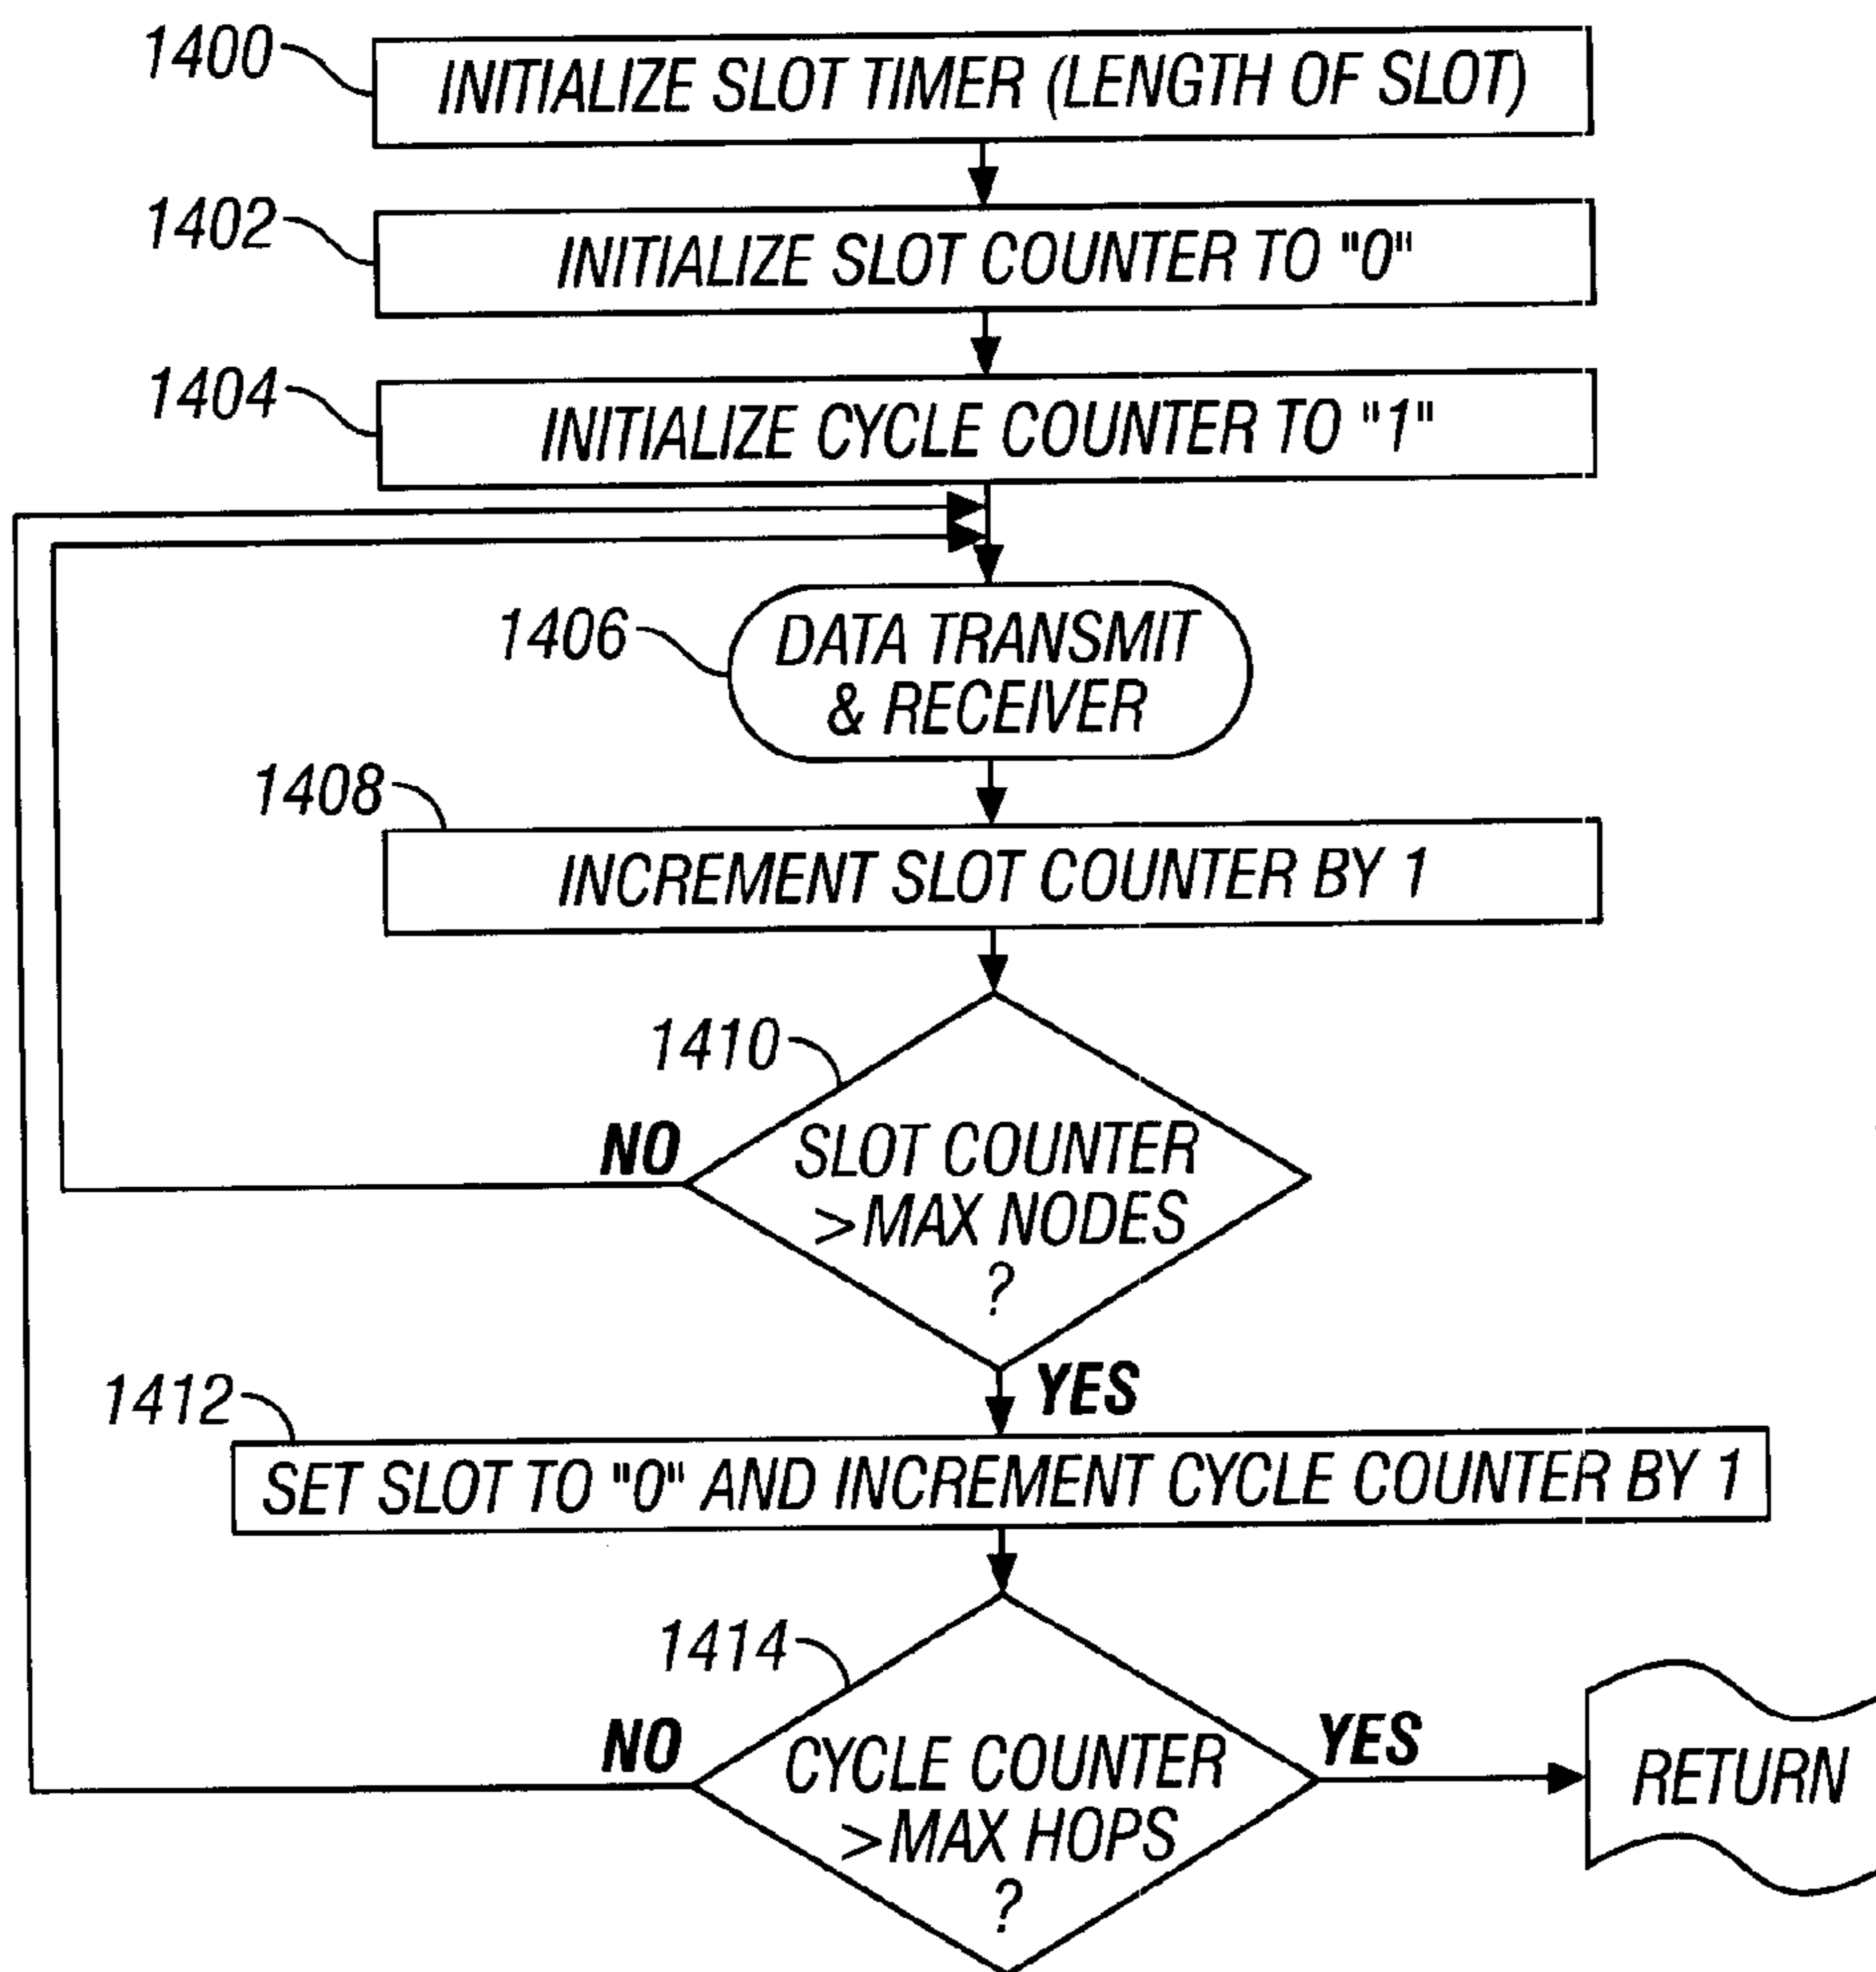 1400
INITIALIZE SLOT TIMER (LENGTH OF SLOT)
1402
INITIALIZE SLOT COUNTER TO "0"
1404
INITIALIZE CYCLE COUNTER TO "1"
1406
DATA TRANSMIT
& RECEIVER
1408
INCREMENT SLOT COUNTER BY 1
1410
NO
SLOT COUNTER
>MAX NODES
?
YES
1412
SET SLOT TO "0" AND INCREMENT CYCLE COUNTER BY 1
1414
NO
CYCLE COUNTER
>MAX HOPS
?
YES
RETURN